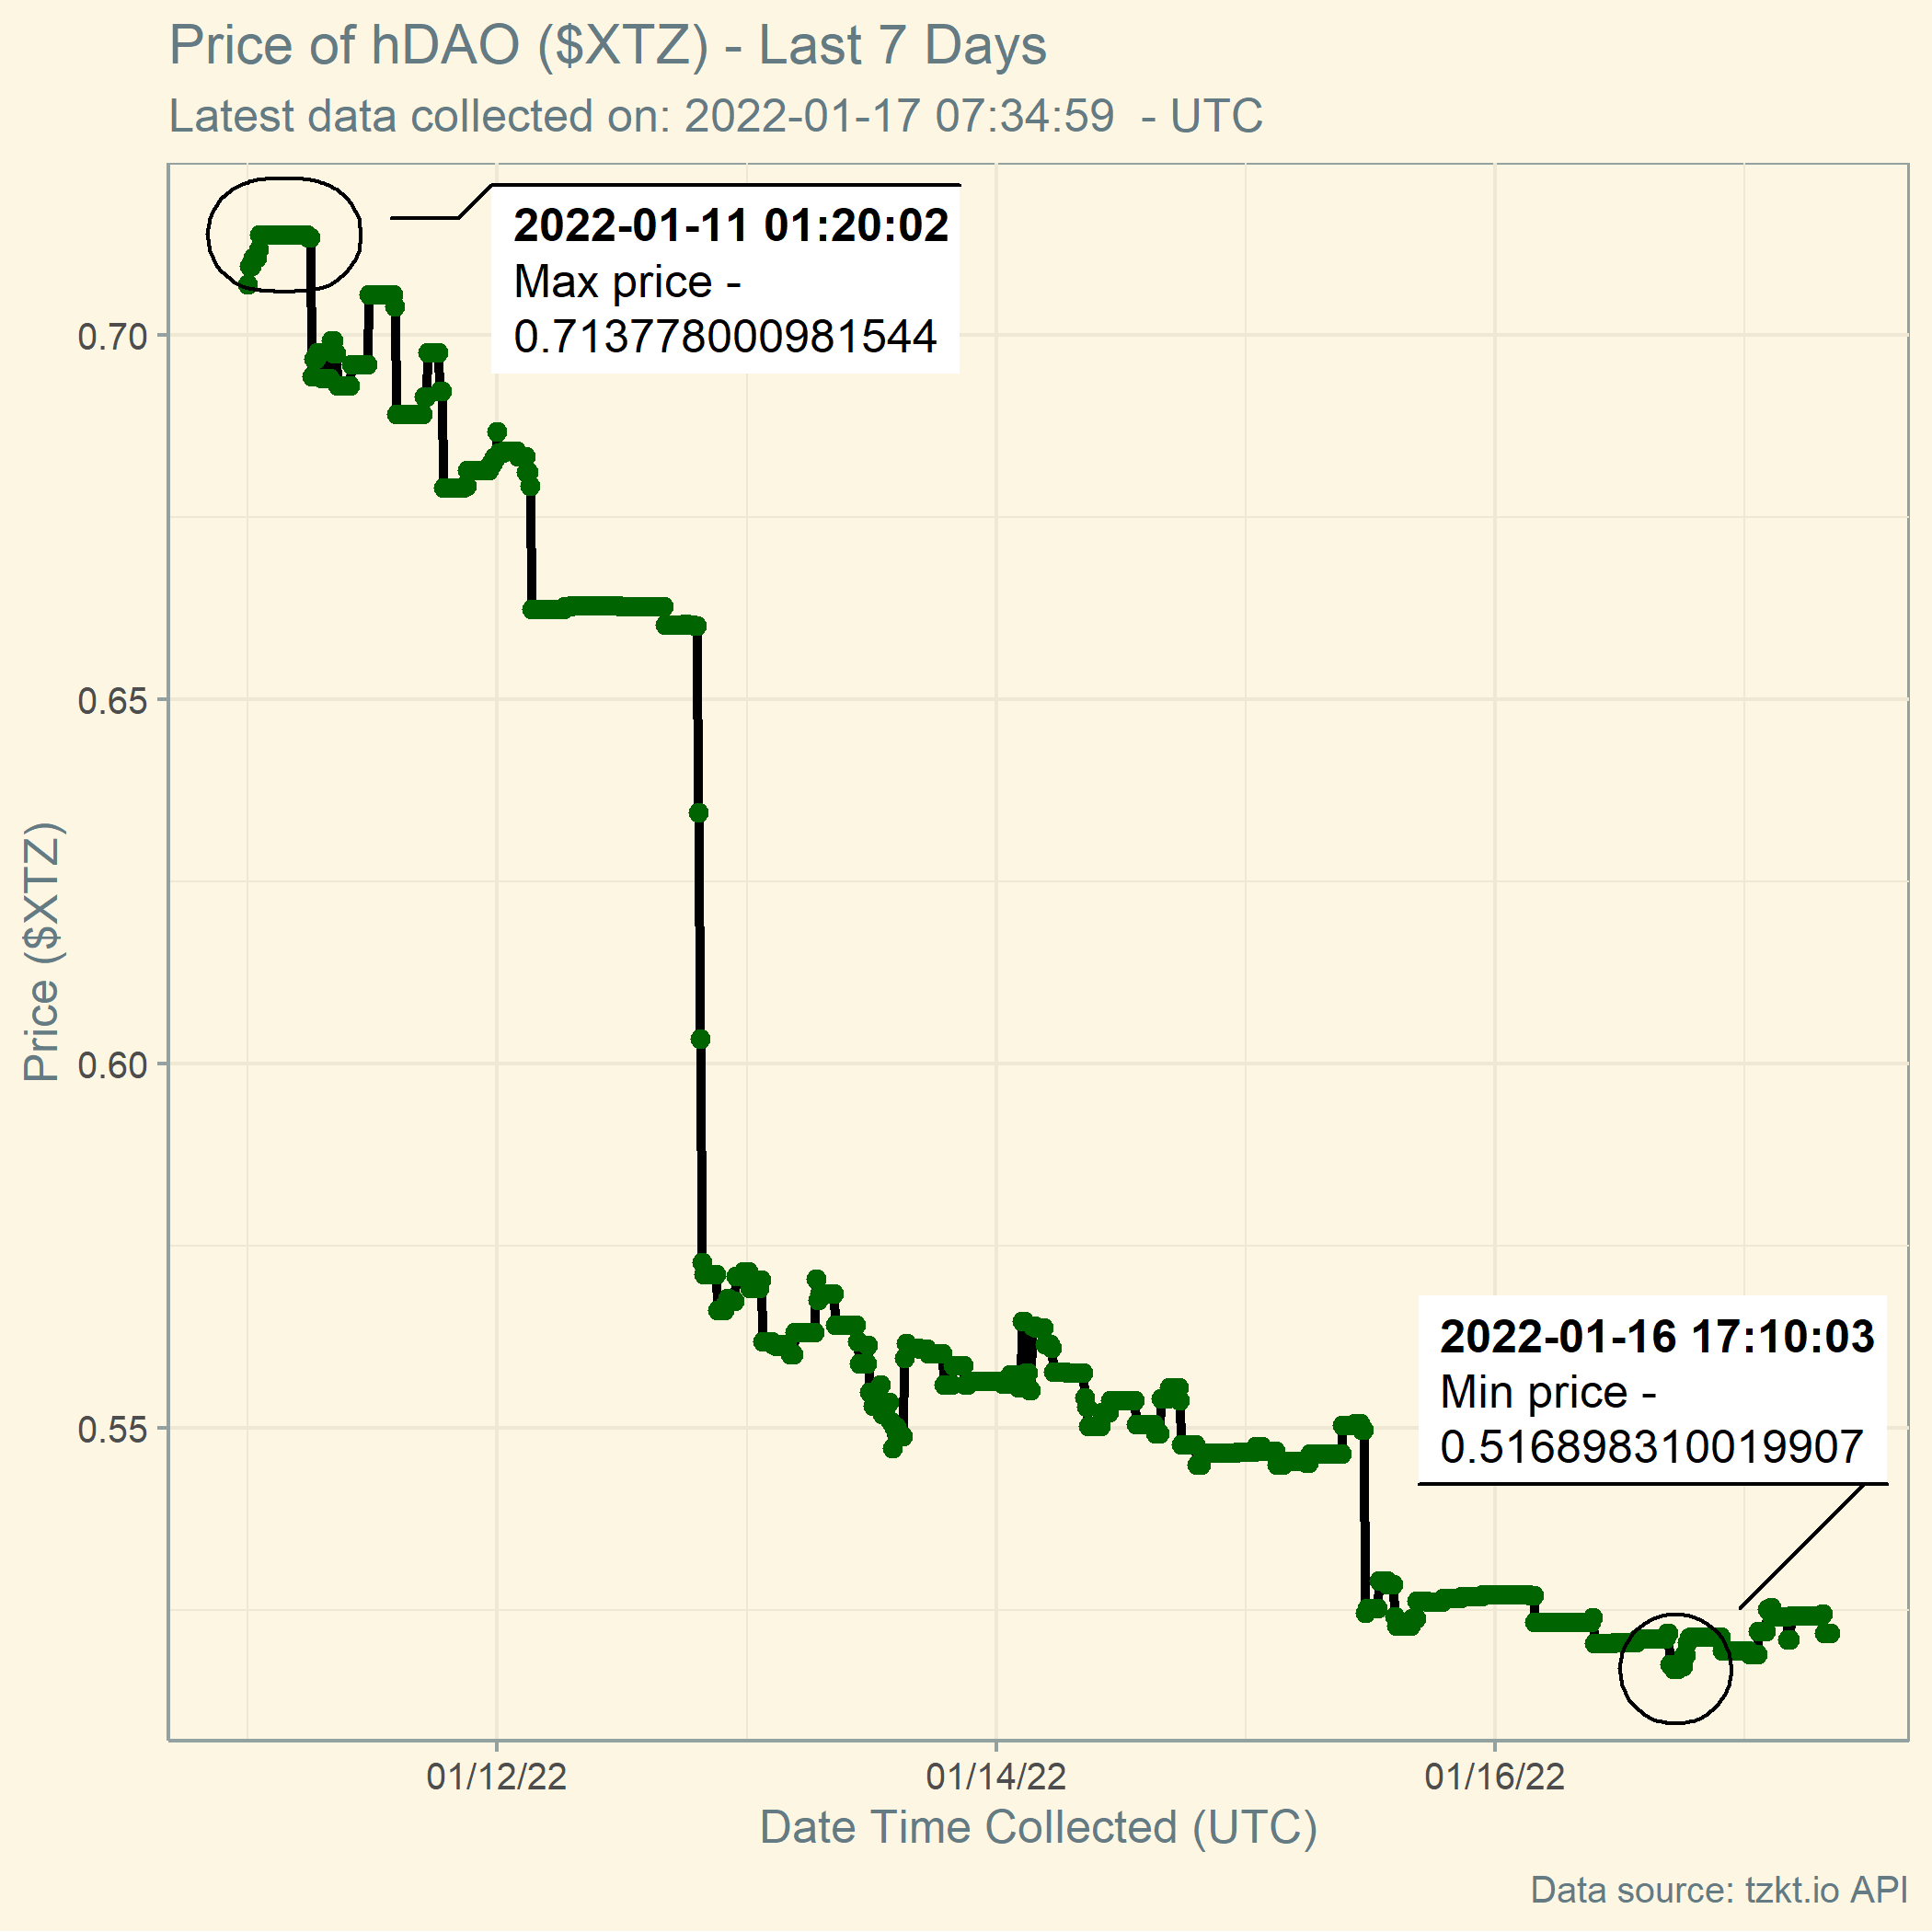 Price of hDAO ($XTZ) - Last 7 Days
Latest data collected on: 2022-01-17 07:34:59  - UTC
2022-01-11 01:20:02
Max price -
0.713778000981544
0.70
0.65
0.60
0.55
Price ($XTZ)
2022-01-16 17:10:03
Min price -
0.516898310019907
01/12/22
01/14/22
01/16/22
Date Time Collected (UTC)
Data source: tzkt.io API